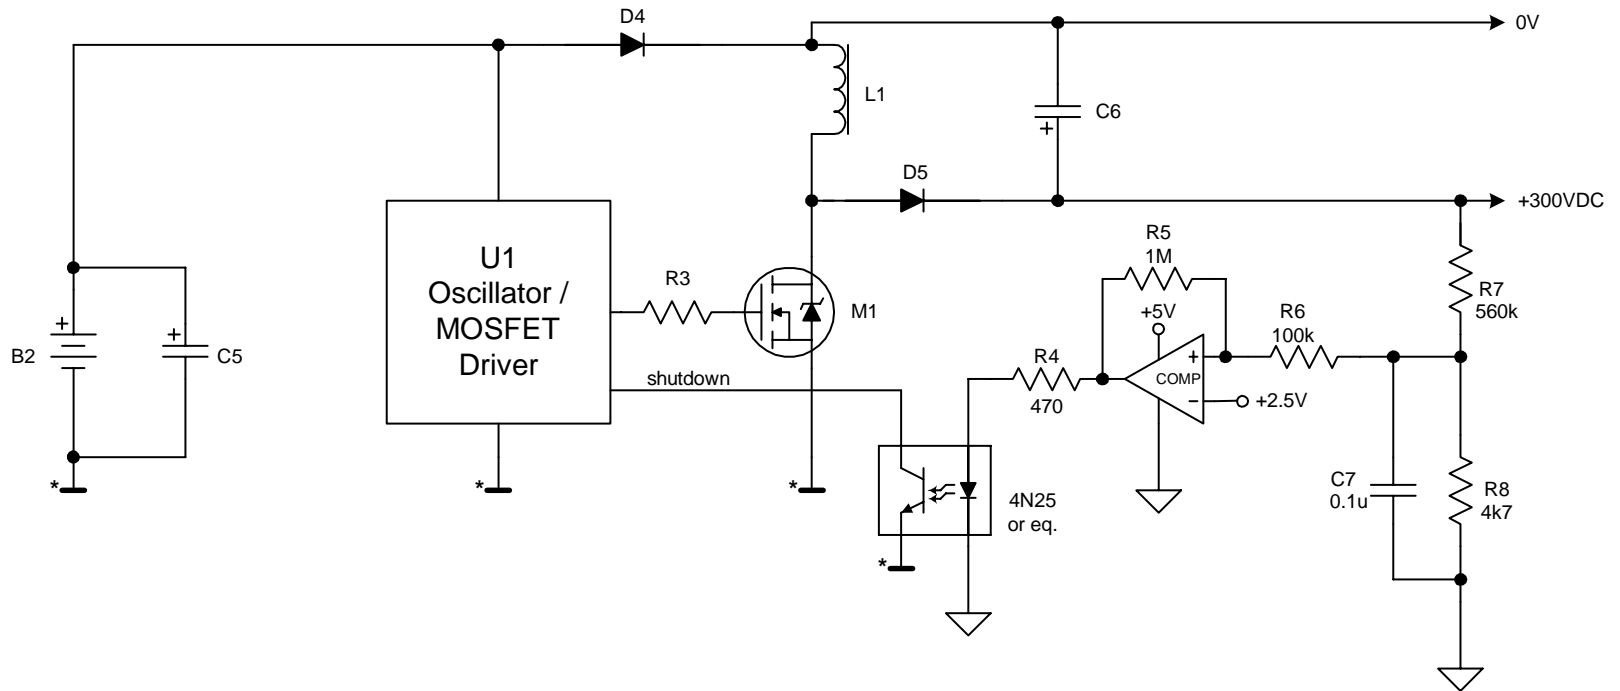 D4
0V
L1
C6
D5
+300VDC
U1
Oscillator /
MOSFET
Driver
R3
M1
R5
1M
+5V
R7
560k
R6
100k
B2
+
C5
+
+
shutdown
R4
470
COMP
+
−
+2.5V
C7
0.1u
R8
4k7
4N25
or eq.
*
*
*
*